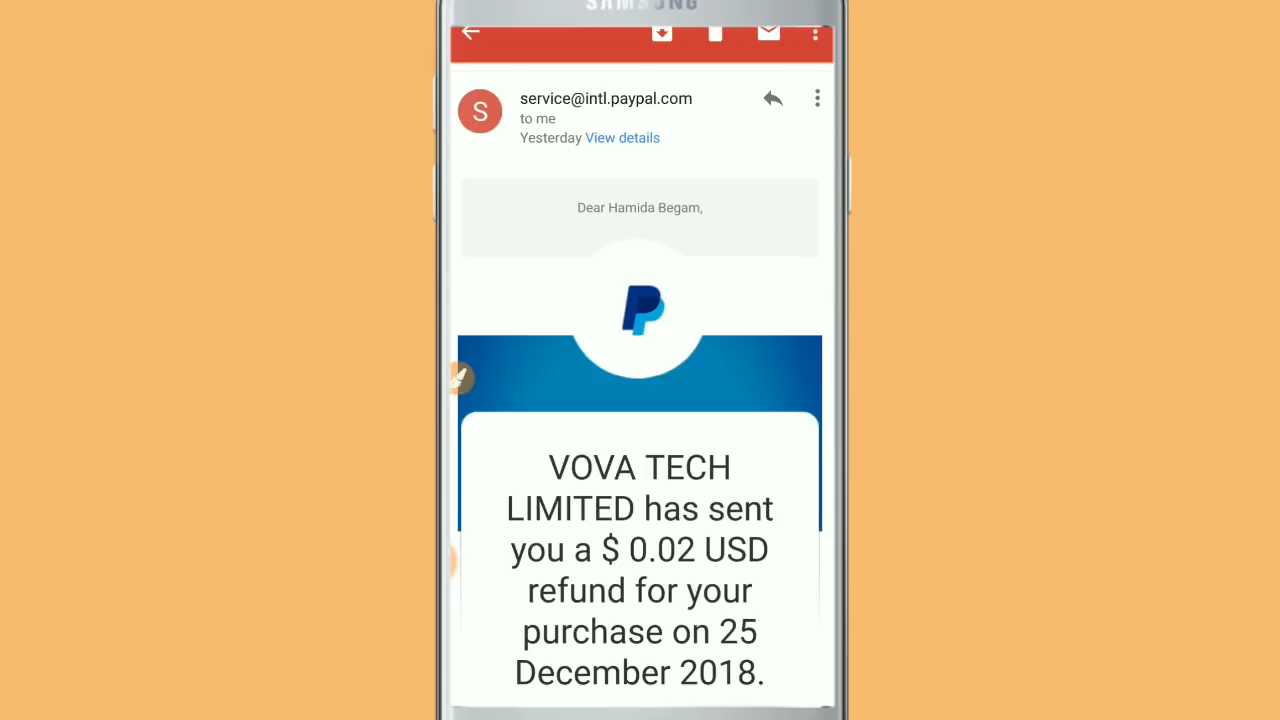 SAMSUNG
service@intl.paypal.com
S
to me
Yesterday View details
Dear Hamida Begam,
VOVA TECH
LIMITED has sent
you a $ 0.02 USD
refund for your
purchase on 25
December 2018.